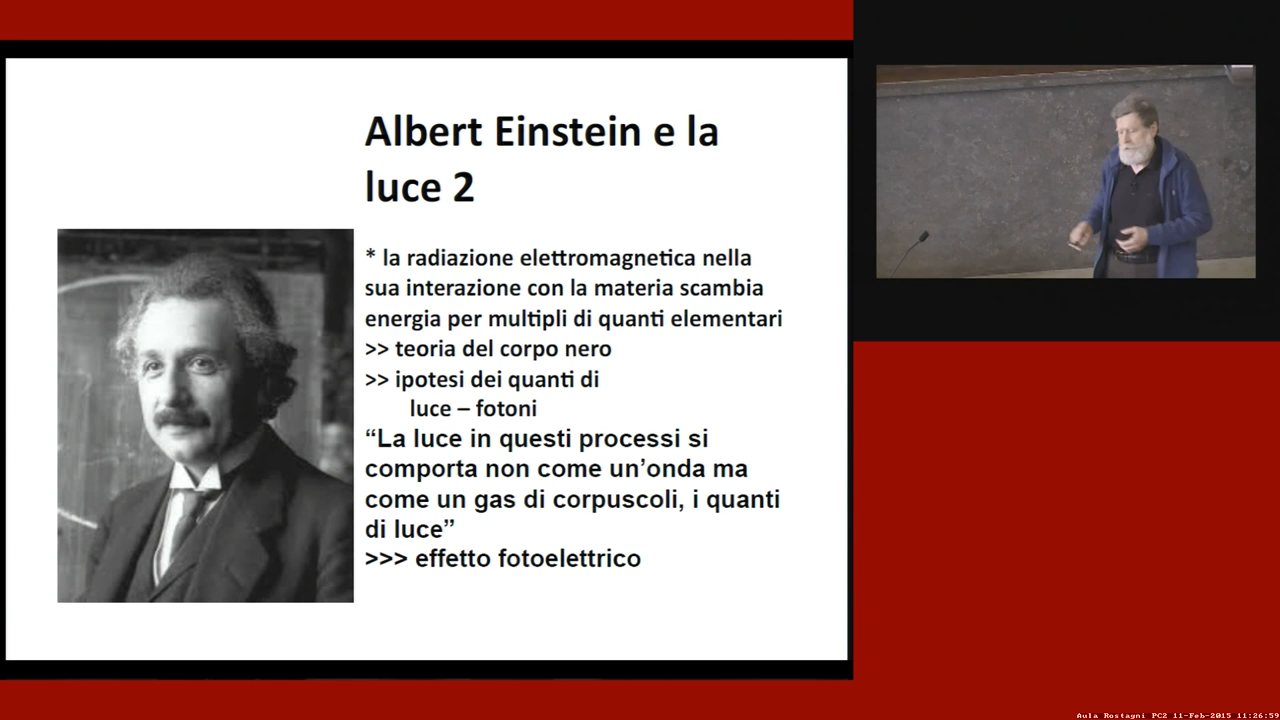 Albert Einstein e la
luce 2
* la radiazione elettromagnetica nella
sua interazione con la materia scambia
energia per multipli di quanti elementari
>> teoria del corpo nero
>> ipotesi dei quanti di
luce – fotoni
“La luce in questi processi si
comporta non come un’onda ma
come un gas di corpuscoli, i quanti
di luce”
>>> effetto fotoelettrico
Aula Rostagni PC2 11-Feb-2015 11:26:59